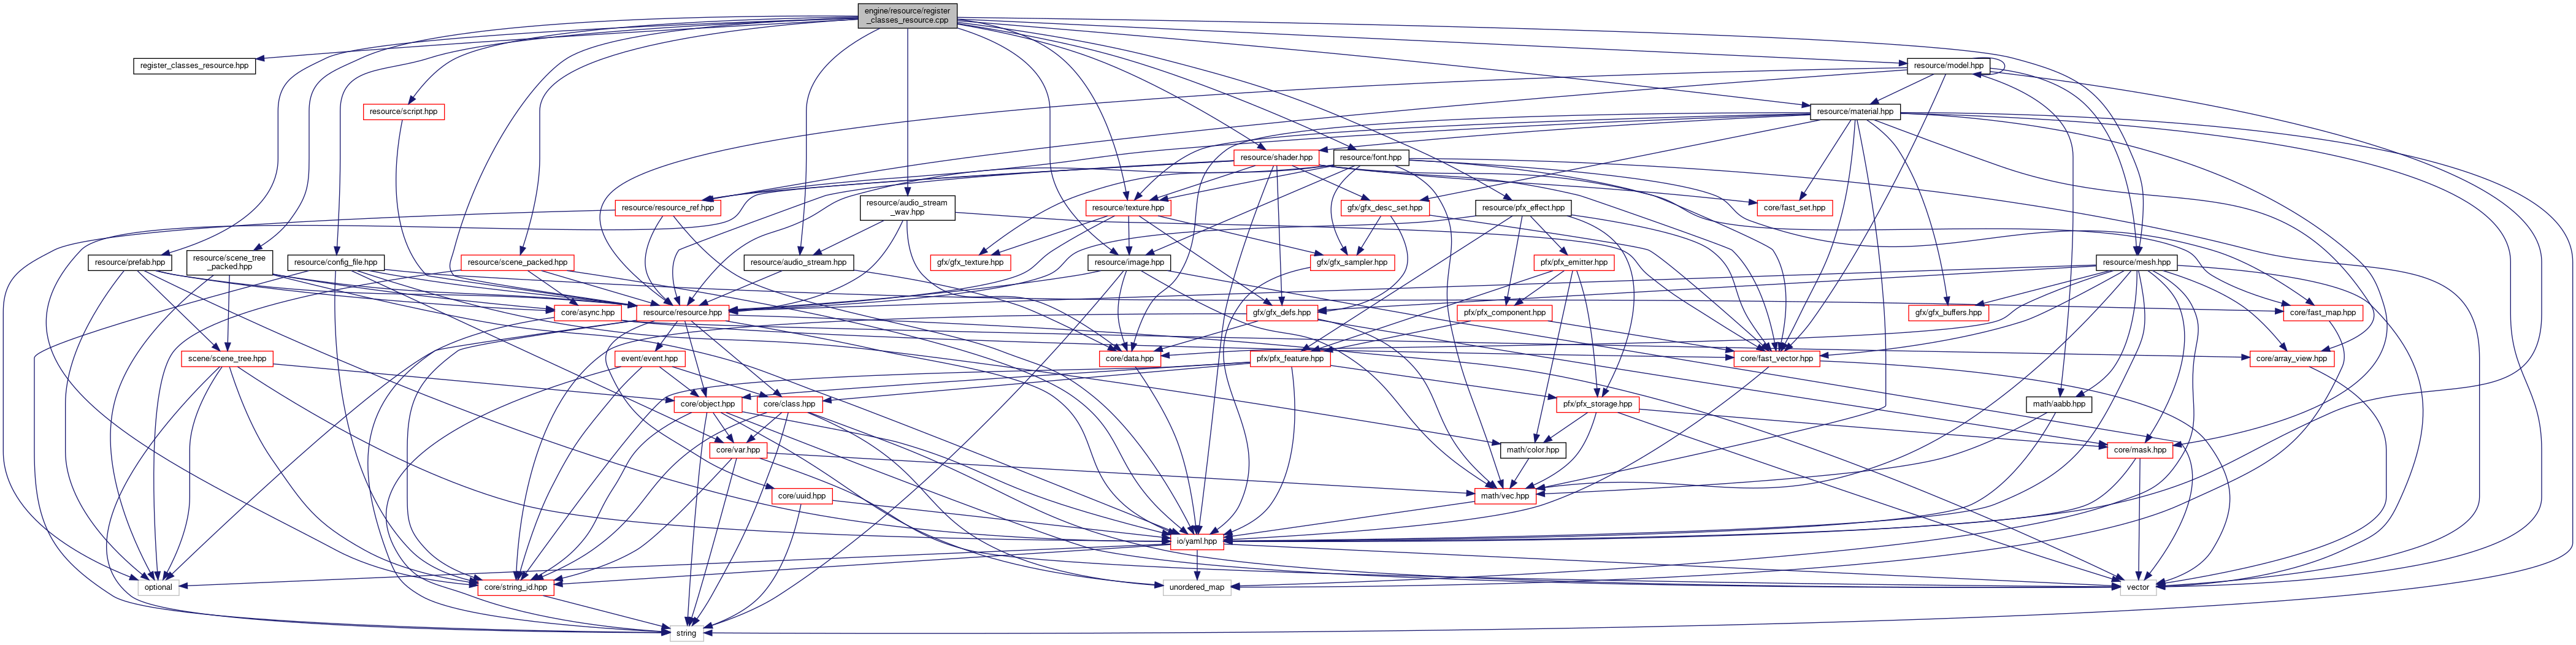 engine/resource/register
_classes_resource.cpp
register_classes_resource.hpp
resource/model.hpp
resource/script.hpp
resource/material.hpp
resource/shader.hpp
resource/font.hpp
resource/resource_ref.hpp
resource/audio_stream
_wav.hpp
resource/texture.hpp
gfx/gfx_desc_set.hpp
resource/pfx_effect.hpp
core/fast_set.hpp
resource/prefab.hpp
resource/scene_tree
_packed.hpp
resource/config_file.hpp
resource/scene_packed.hpp
resource/audio_stream.hpp
gfx/gfx_texture.hpp
resource/image.hpp
gfx/gfx_sampler.hpp
pfx/pfx_emitter.hpp
resource/mesh.hpp
core/async.hpp
resource/resource.hpp
gfx/gfx_defs.hpp
pfx/pfx_component.hpp
gfx/gfx_buffers.hpp
core/fast_map.hpp
scene/scene_tree.hpp
event/event.hpp
core/data.hpp
pfx/pfx_feature.hpp
core/fast_vector.hpp
core/array_view.hpp
core/object.hpp
core/class.hpp
pfx/pfx_storage.hpp
math/aabb.hpp
core/var.hpp
math/color.hpp
core/mask.hpp
core/uuid.hpp
math/vec.hpp
io/yaml.hpp
optional
core/string_id.hpp
unordered_map
vector
string